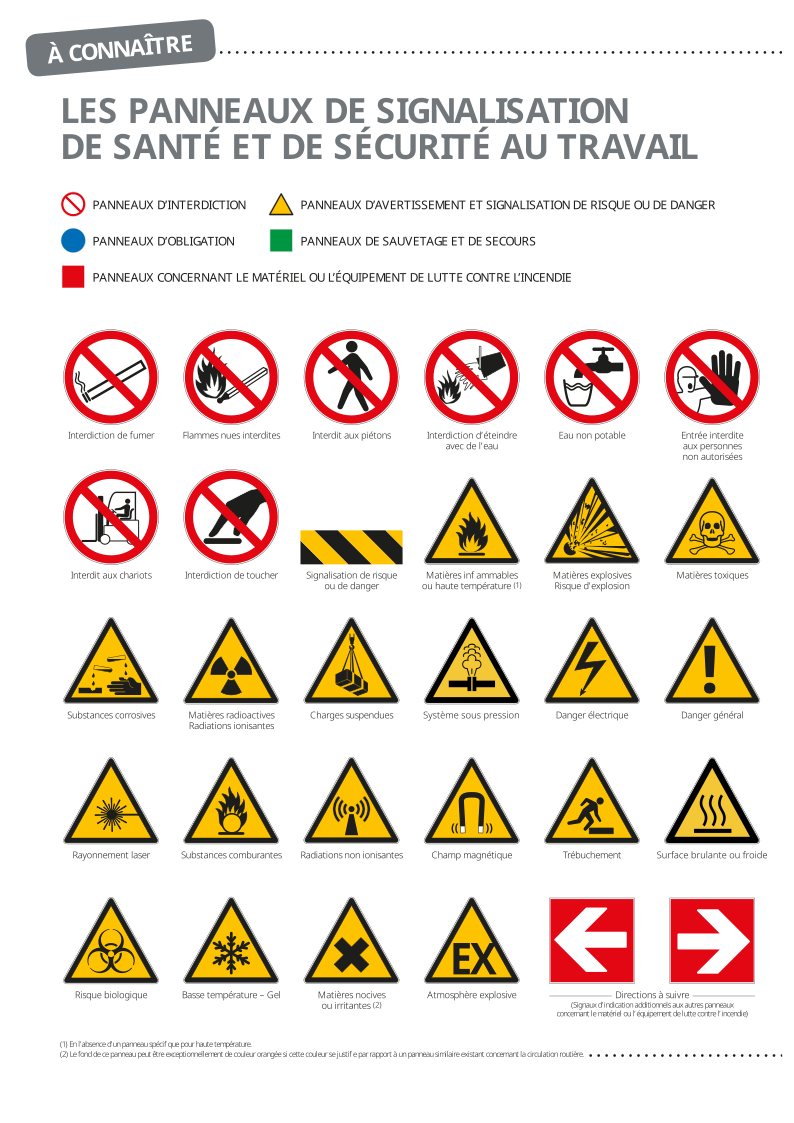 À CONNAÎTRE
LES PANNEAUX DE SIGNALISATION
DE SANTÉ ET DE SÉCURITÉ AU TRAVAIL
PANNEAUX D'INTERDICTION
PANNEAUX D'AVERTISSEMENT ET SIGNALISATION DE RISQUE OU DE DANGER
PANNEAUX D'OBLIGATION
PANNEAUX DE SAUVETAGE ET DE SECOURS
PANNEAUX CONCERNANT LE MATÉRIEL OU L'ÉQUIPEMENT DE LUTTE CONTRE L'INCENDIE
Interdiction de fumer
Flammes nues interdites
Interdit aux piétons
Interdiction d'éteindre
avec de l'eau
Eau non potable
Entrée interdite
aux personnes
non autorisées
Interdit aux chariots
Interdiction de toucher
Signalisation de risque
ou de danger
Matières inf ammables
ou haute température (1)
Matières explosives
Risque d'explosion
Matières toxiques
Substances corrosives
Matières radioactives
Radiations ionisantes
Charges suspendues
Système sous pression
Danger électrique
Danger général
Rayonnement laser
Substances comburantes
Radiations non ionisantes
Champ magnétique
Trébuchement
Surface brulante ou froide
Risque biologique
Basse température – Gel
Matières nocives
ou irritantes (2)
EX
Atmosphère explosive
Directions à suivre
(Signaux d'indication additionnels aux autres panneaux
concernant le matériel ou l'équipement de lutte contre l'incendie)
(1) En l'absence d'un panneau spécif que pour haute température.
(2) Le fond de ce panneau peut être exceptionnellement de couleur orangée si cette couleur se justif e par rapport à un panneau similaire existant concernant la circulation routière.